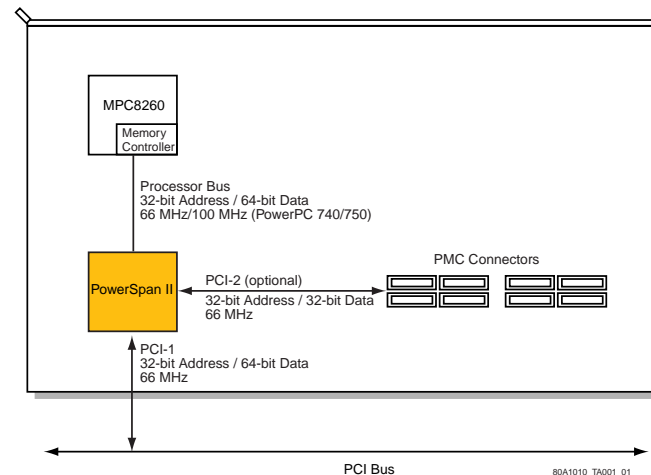 MPC8260
Memory
Controller
Processor Bus
32-bit Address / 64-bit Data
66 MHz/100 MHz (PowerPC 740/750)
PowerSpan II
PCI-2 (optional)
32-bit Address / 32-bit Data
66 MHz
PMC Connectors
PCI-1
32-bit Address / 64-bit Data
66 MHz
PCI Bus
80A1010_TA001_01